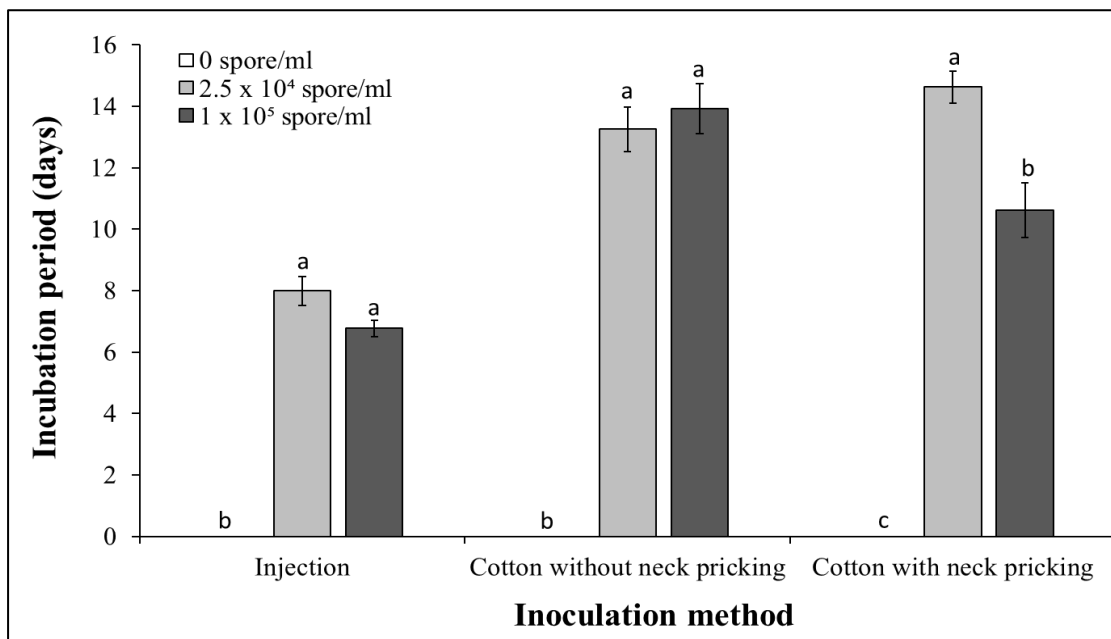 16
14
12
10
8
6
4
2
0
Incubation period (days)
0 spore/ml
2.5 x 10⁴ spore/ml
1 x 10⁵ spore/ml
b
a
a
b
a
a
c
a
b
Injection
Cotton without neck pricking
Cotton with neck pricking
Inoculation method